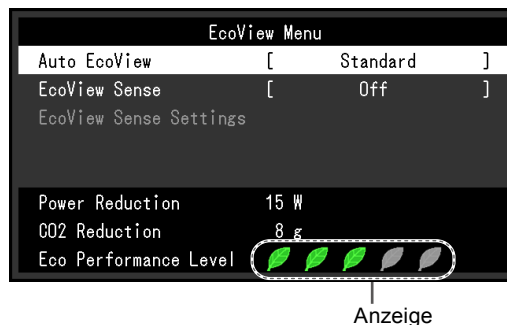 EcoView Menu
Auto EcoView [ Standard ]
EcoView Sense [ Off ]
EcoView Sense Settings
Power Reduction 15 W
CO2 Reduction 8 g
Eco Performance Level
Anzeige